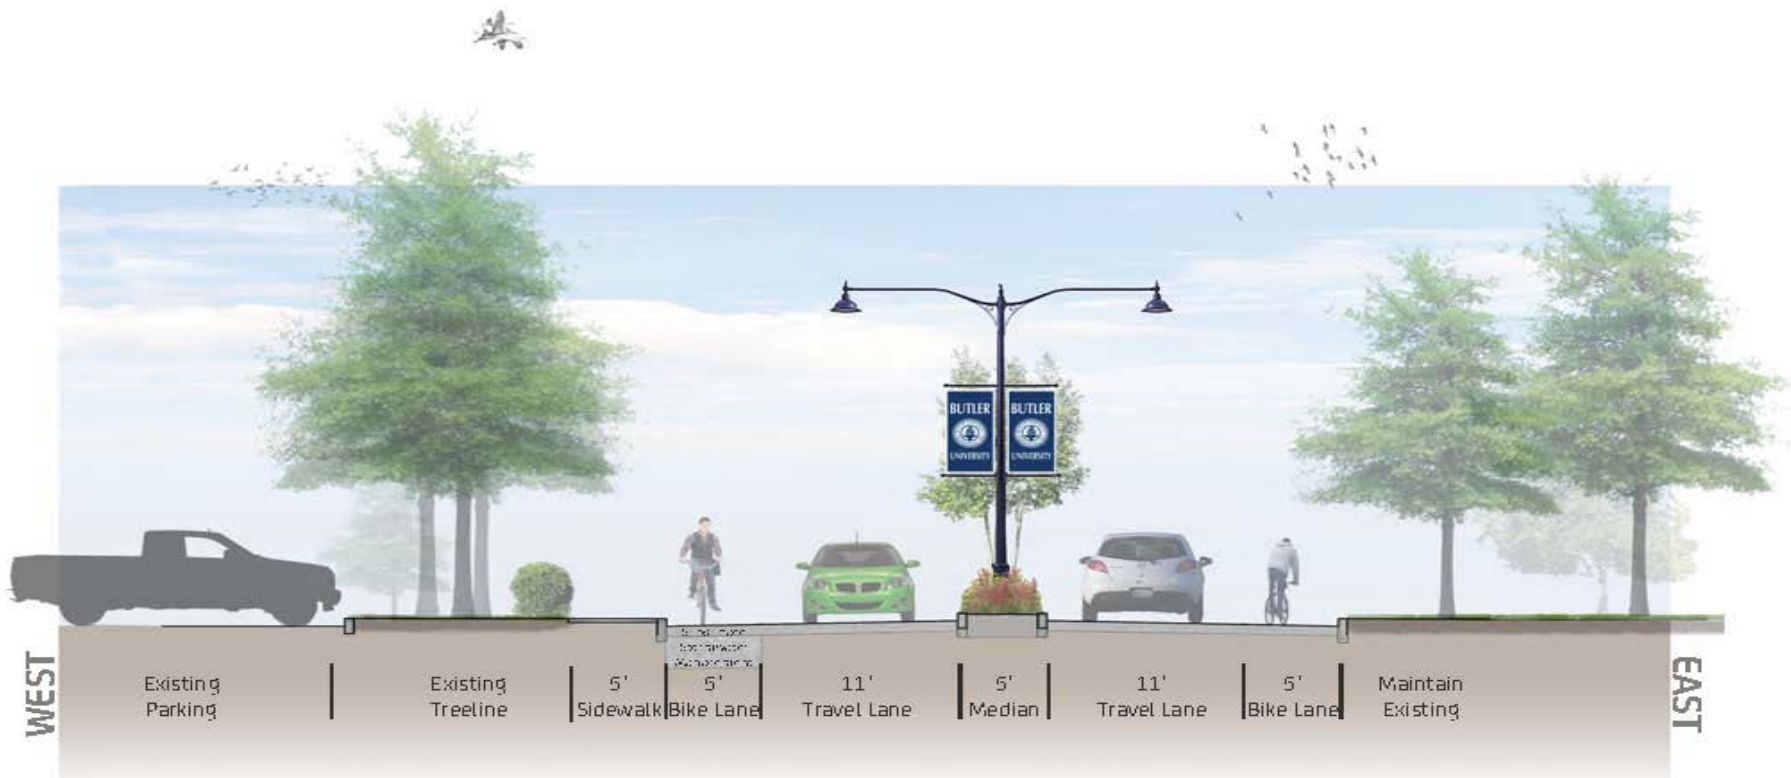 BUTLER
UNIVERSITY
BUTLER
UNIVERSITY
WEST
Existing
Parking
Existing
Treeline
5'
Sidewalk
5'
Bike Lane
11'
Travel Lane
5'
Median
11'
Travel Lane
5'
Bike Lane
Maintain
Existing
EAST